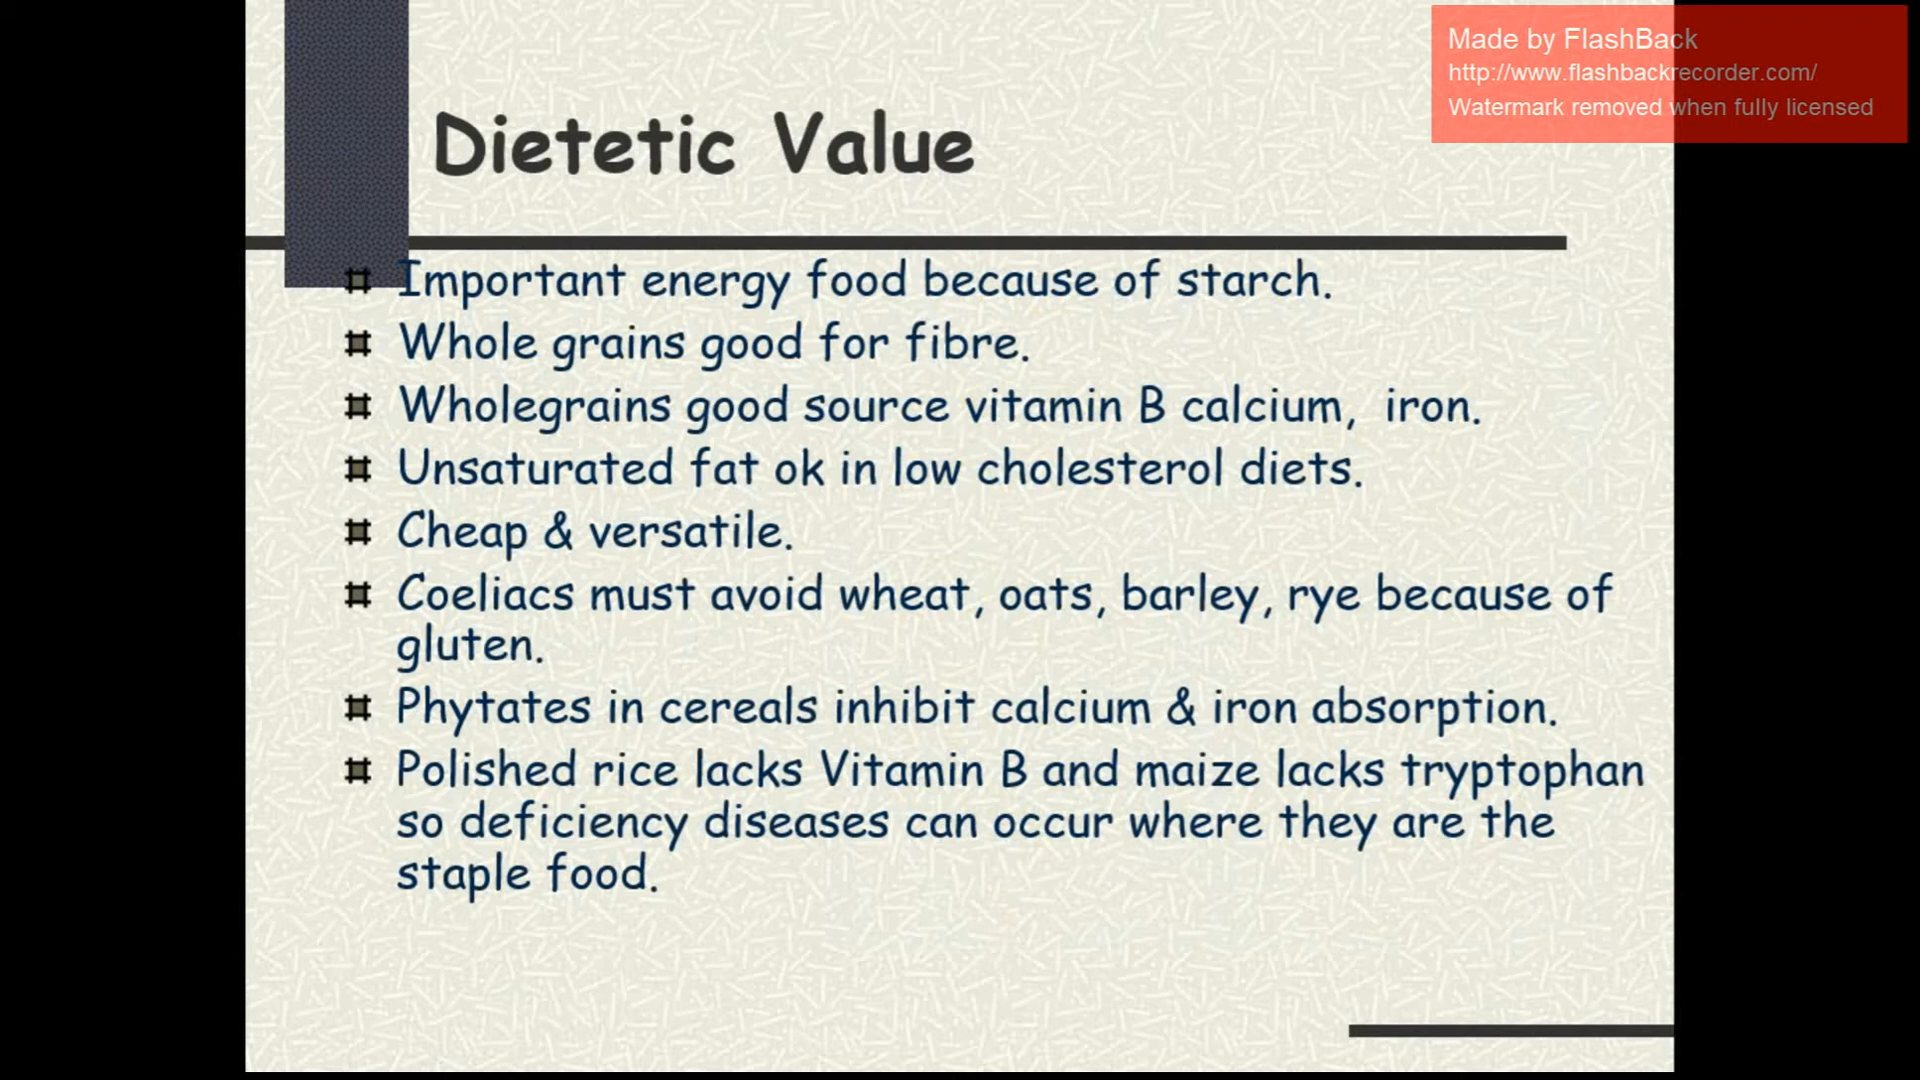 Made by FlashBack
http://www.flashbackrecorder.com/
Watermark removed when fully licensed
Dietetic Value
Important energy food because of starch.
Whole grains good for fibre.
Wholegrains good source vitamin B calcium,  iron.
Unsaturated fat ok in low cholesterol diets.
Cheap & versatile.
Coeliacs must avoid wheat, oats, barley, rye because of
gluten.
Phytates in cereals inhibit calcium & iron absorption.
Polished rice lacks Vitamin B and maize lacks tryptophan
so deficiency diseases can occur where they are the
staple food.